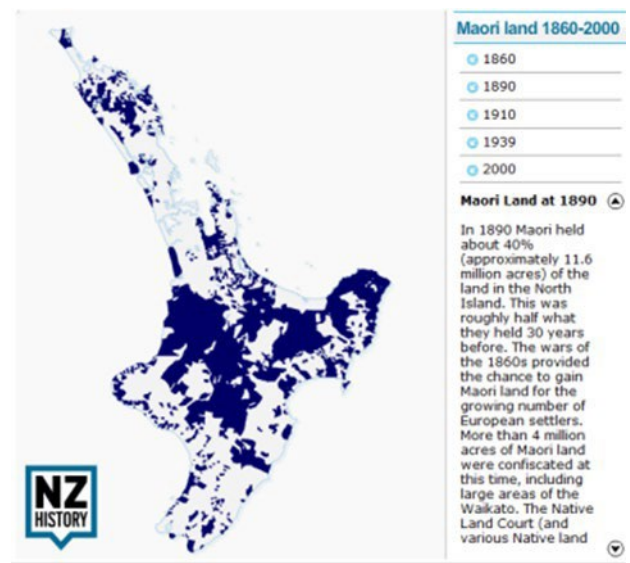 Maori land 1860-2000
1860
1890
1910
1939
2000
Maori Land at 1890
In 1890 Maori held
about 40%
(approximately 11.6
million acres) of the
land in the North
Island. This was
roughly half what
they held 30 years
before. The wars of
the 1860s provided
the chance to gain
Maori land for the
growing number of
European settlers.
More than 4 million
acres of Maori land
were confiscated at
this time, including
large areas of the
Waikato. The Native
Land Court (and
various Native land
NZ
HISTORY